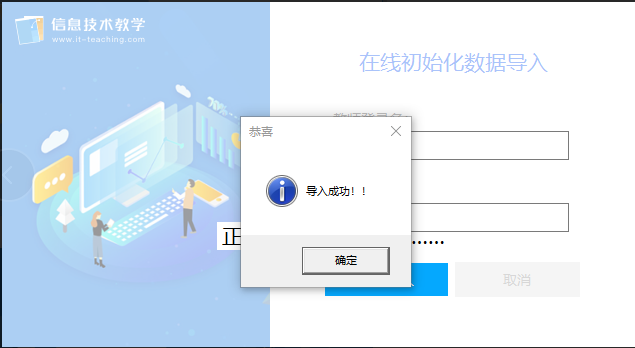 信息技术教学
www.it-teaching.com
在线初始化数据导入
恭喜
导入成功！！
正
......
确定
取消